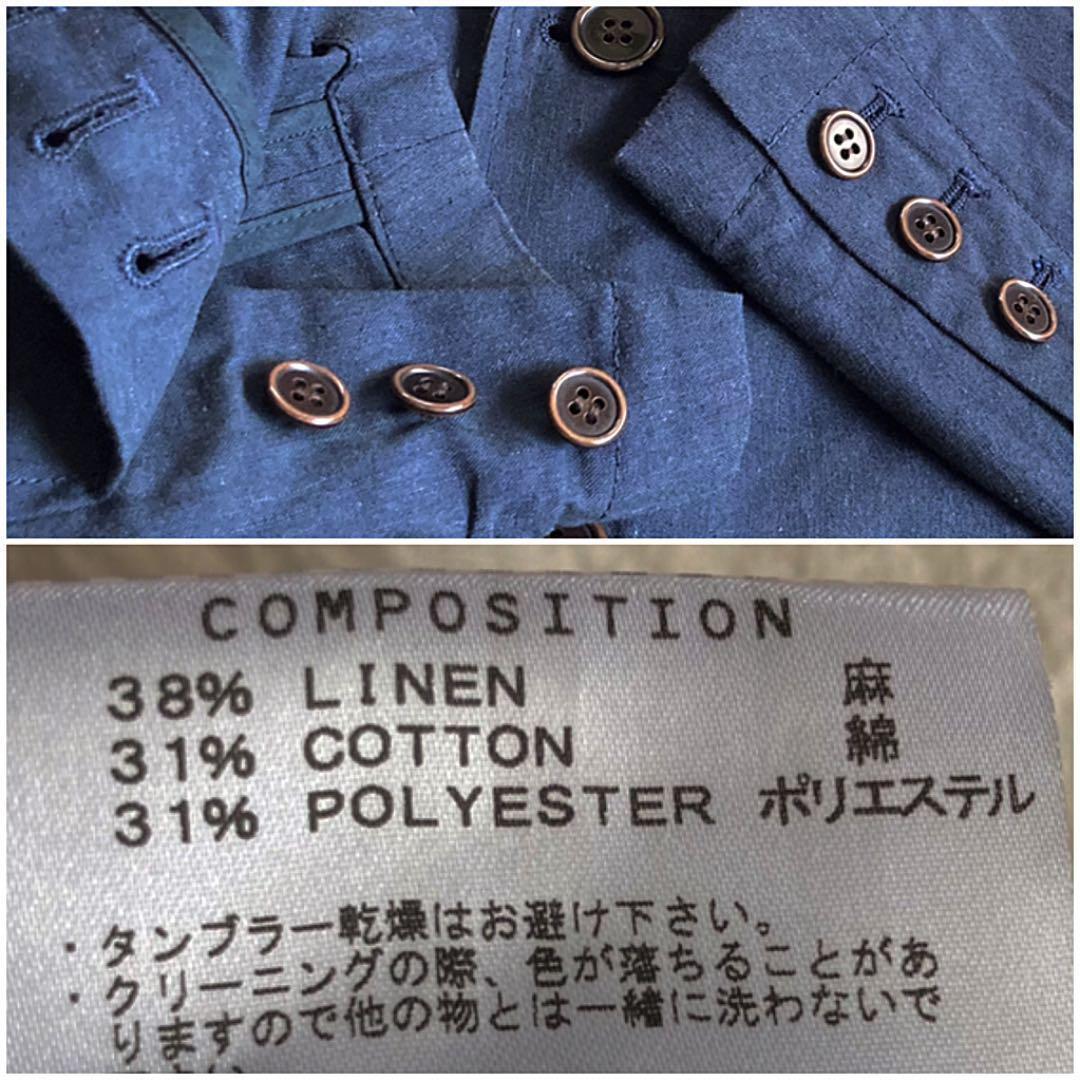 COMPOSITION
38% LINEN 麻
31% COTTON 綿
31% POLYESTER ポリエステル
・タンブラー乾燥はお避け下さい。
・クリーニングの際、色が落ちることがあ
りますので他の物とは一緒に洗わないで